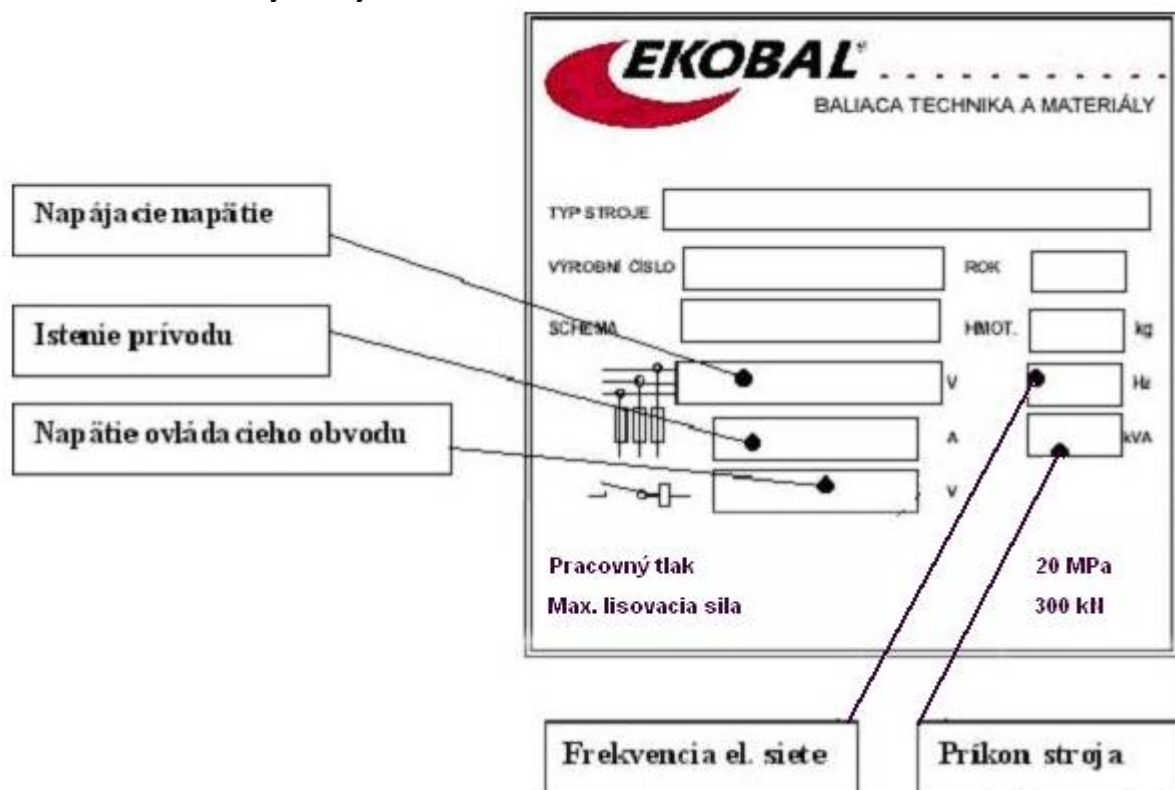 EKOBAL®
BALIACA TECHNIKA A MATERIÁLY
Napájacie napätie
TYP STROJE
VÝROBNÍ ČÍSLO ROK
Istenie prívodu
SCHEMA HMOT. kg
V Hz
Napätie ovládacieho obvodu
A kVA
V
Pracovný tlak 20 MPa
Max. lisovacia sila 300 kN
Frekvencia el. siete
Príkon stroja